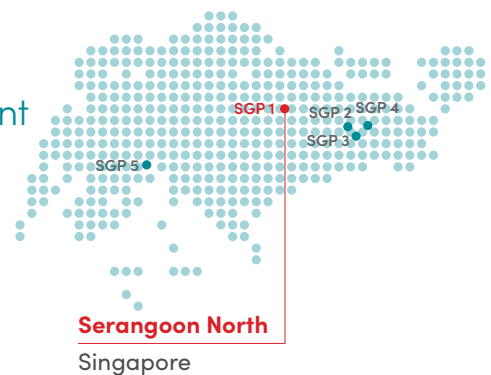 nt
SGP 1
SGP 2
SGP 4
SGP 3
SGP 5
Serangoon North
Singapore